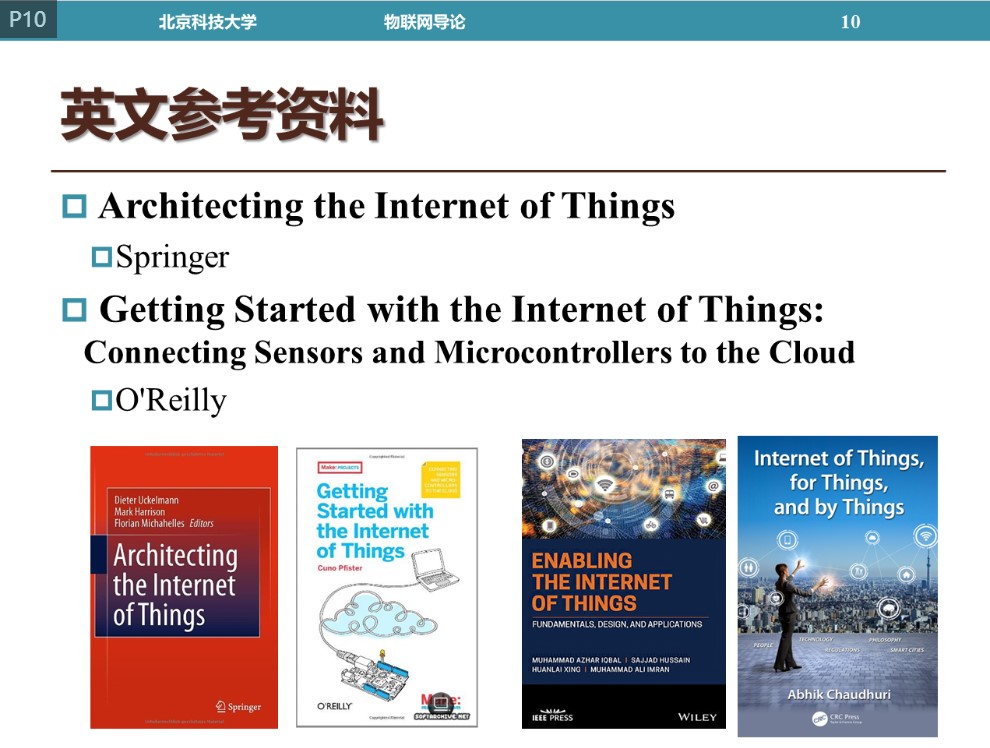 P10
北京科技大学 物联网导论 10
英文参考资料
Architecting the Internet of Things
Springer
Getting Started with the Internet of Things:
Connecting Sensors and Microcontrollers to the Cloud
O'Reilly
Dieter Uckelmann
Mark Harrison
Florian Michahelles Editors
Architecting
the Internet
of Things
Springer
Make: PROJECTS
Getting
Started with
the Internet
of Things
Cuno Pfister
O'REILLY
Make:
SOFTARCHIVE.NET
ENABLING
THE INTERNET
OF THINGS
FUNDAMENTALS, DESIGN, AND APPLICATIONS
MUHAMMAD AZHAR IQBAL | SAJJAD HUSSAIN
HUANLAI XING | MUHAMMAD ALI IMRAN
IEEE PRESS
WILEY
Internet of Things,
for Things,
and by Things
PEOPLE
TECHNOLOGY
REGULATIONS
PHILOSOPHY
SMART CITIES
Abhik Chaudhuri
CRC Press